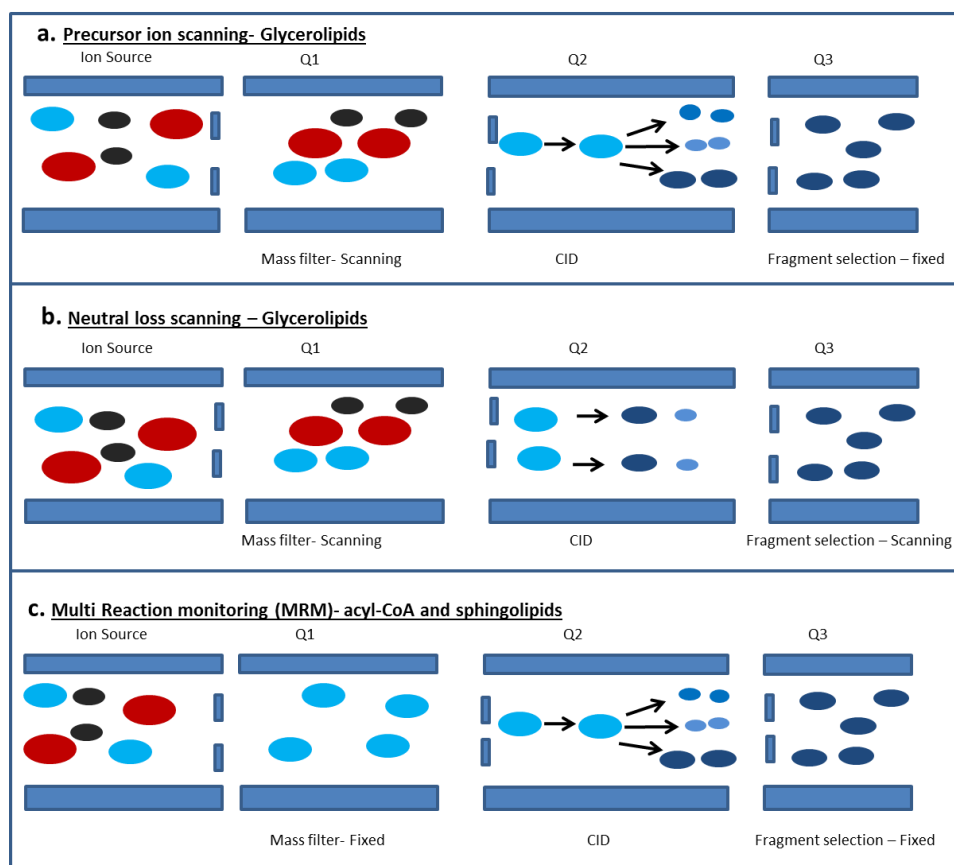 a. Precursor ion scanning- Glycerolipids
Ion Source Q1 Q2 Q3
Mass filter- Scanning CID Fragment selection – fixed
b. Neutral loss scanning – Glycerolipids
Ion Source Q1 Q2 Q3
Mass filter- Scanning CID Fragment selection – Scanning
c. Multi Reaction monitoring (MRM)- acyl-CoA and sphingolipids
Ion Source Q1 Q2 Q3
Mass filter- Fixed CID Fragment selection – Fixed